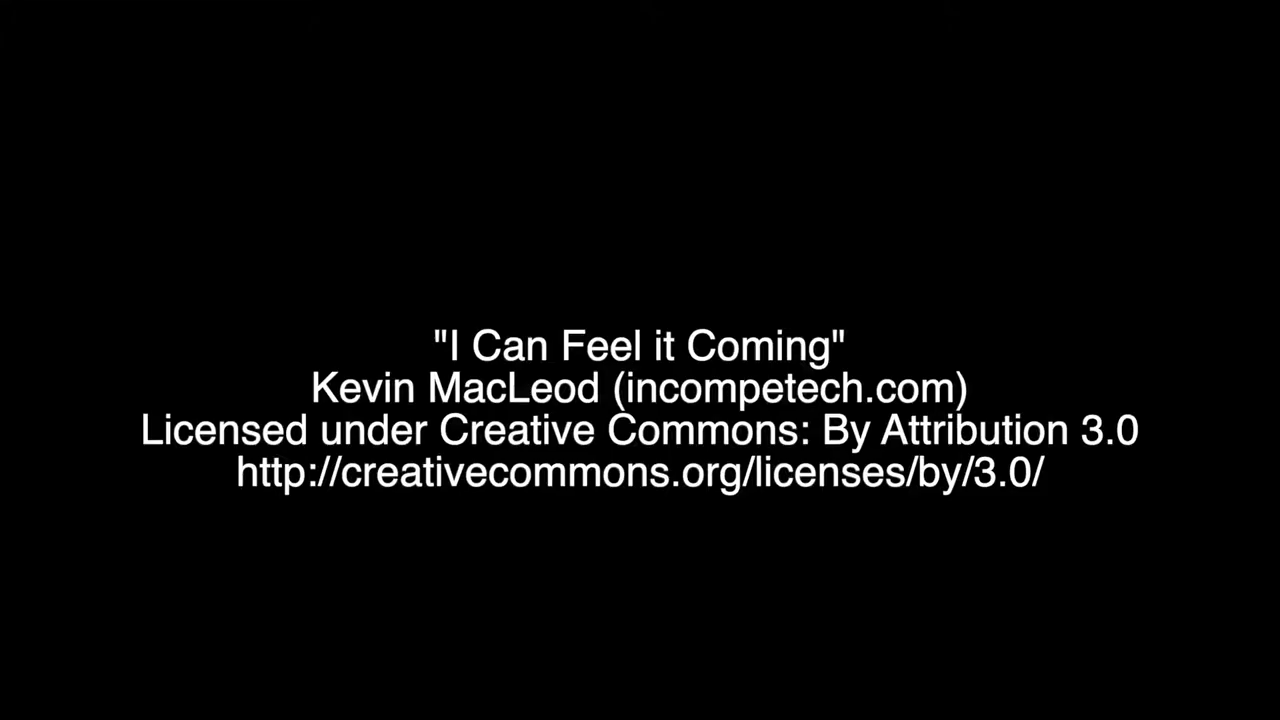 "I Can Feel it Coming"
Kevin MacLeod (incompetech.com)
Licensed under Creative Commons: By Attribution 3.0
http://creativecommons.org/licenses/by/3.0/